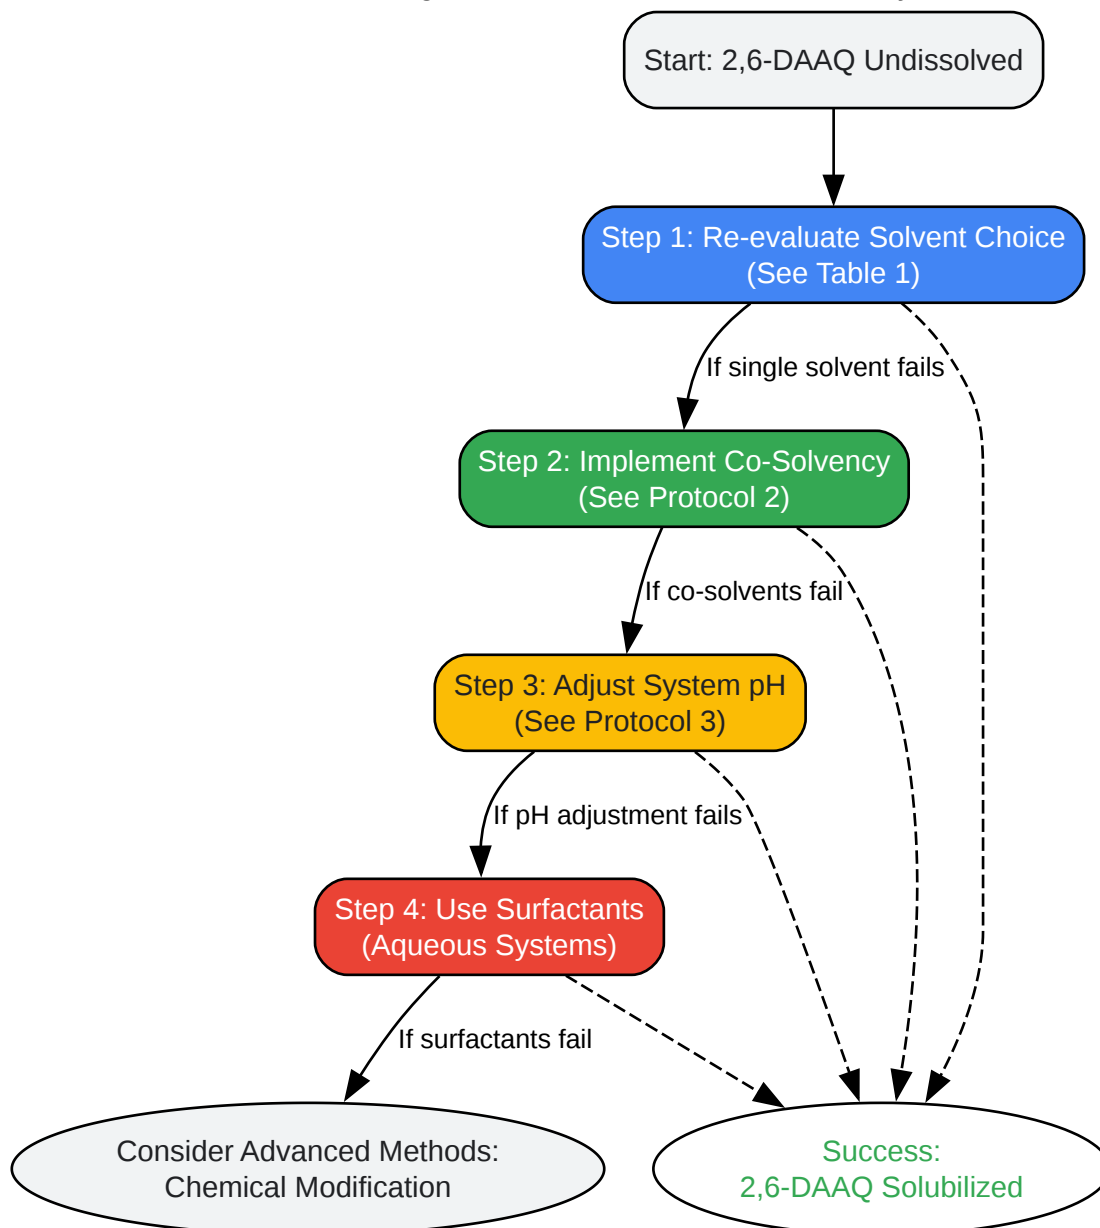 Start: 2,6-DAAQ Undissolved
Step 1: Re-evaluate Solvent Choice
(See Table 1)
If single solvent fails
Step 2: Implement Co-Solvency
(See Protocol 2)
If co-solvents fail
Step 3: Adjust System pH
(See Protocol 3)
If pH adjustment fails
Step 4: Use Surfactants
(Aqueous Systems)
If surfactants fail
Consider Advanced Methods:
Chemical Modification
Success:
2,6-DAAQ Solubilized